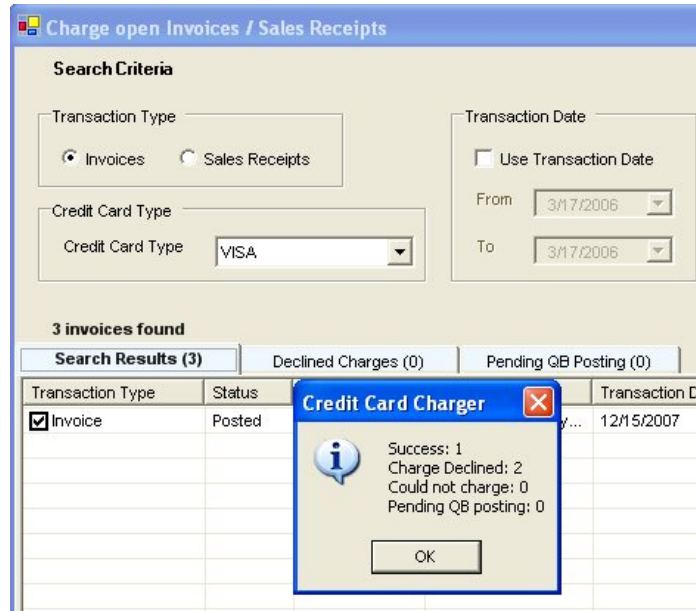 Charge open Invoices / Sales Receipts
Search Criteria
Transaction Type
Invoices
Sales Receipts
Credit Card Type
Credit Card Type
VISA
Transaction Date
Use Transaction Date
From
3/17/2006
To
3/17/2006
3 invoices found
Search Results (3)
Declined Charges (0)
Pending QB Posting (0)
Transaction Type
Status
Transaction D
Invoice
Posted
y...
12/15/2007
Credit Card Charger
Success: 1
Charge Declined: 2
Could not charge: 0
Pending QB posting: 0
OK